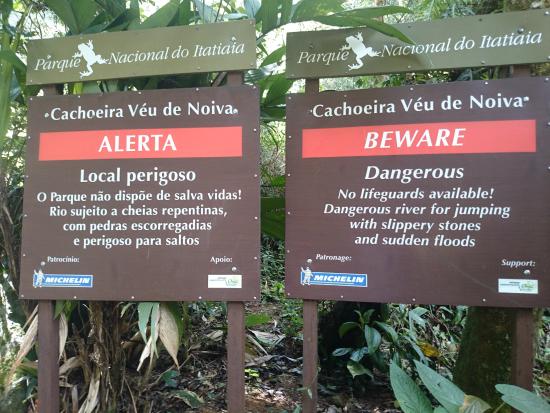 Parque Nacional do Itatiaia
Cachoeira Véu de Noiva
ALERTA
Local perigoso
O Parque não dispõe de salva vidas!
Rio sujeito a cheias repentinas,
com pedras escorregadias
e perigoso para saltos
Patrocínio: Apoio:
MICHELIN
Parque Nacional do Itatiaia
Cachoeira Véu de Noiva
BEWARE
Dangerous
No lifeguards available!
Dangerous river for jumping
with slippery stones
and sudden floods
Patronage: Support:
MICHELIN